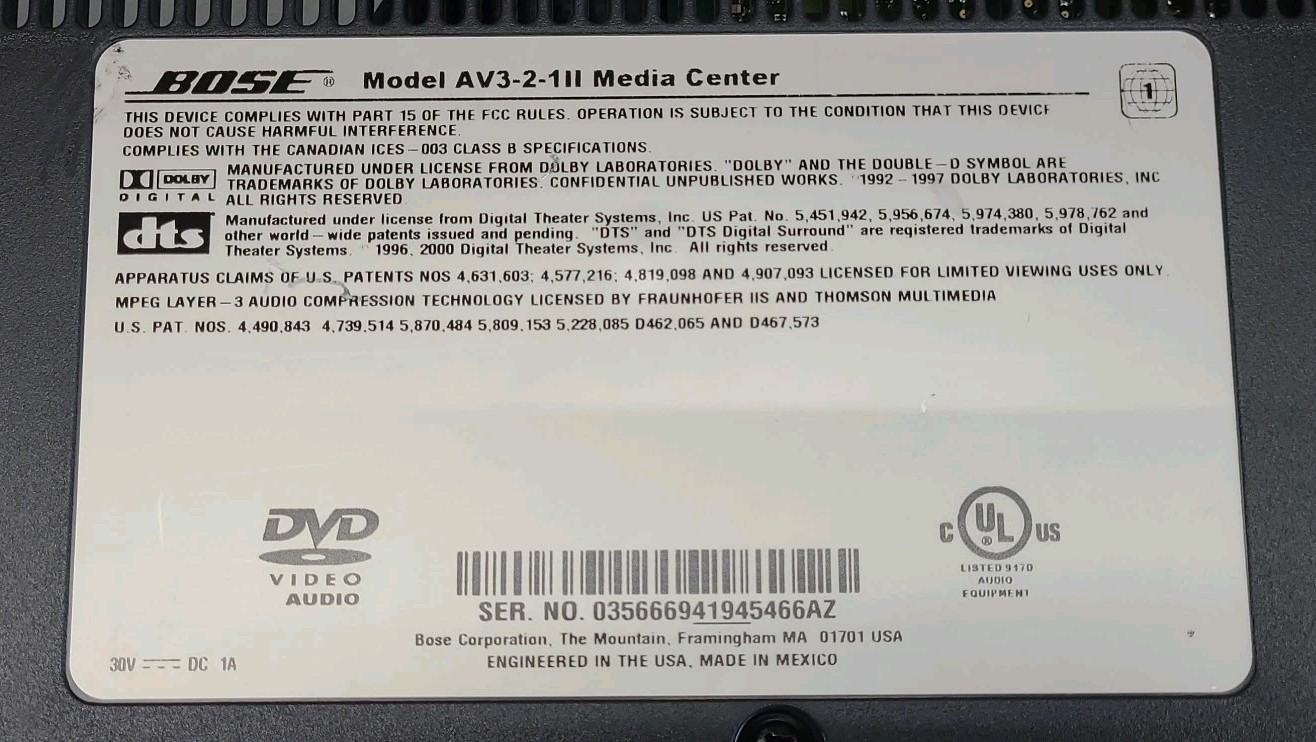 BOSE ® Model AV3-2-1II Media Center
1
THIS DEVICE COMPLIES WITH PART 15 OF THE FCC RULES. OPERATION IS SUBJECT TO THE CONDITION THAT THIS DEVICE
DOES NOT CAUSE HARMFUL INTERFERENCE.
COMPLIES WITH THE CANADIAN ICES-003 CLASS B SPECIFICATIONS.
DOLBY
DIGITAL
MANUFACTURED UNDER LICENSE FROM DOLBY LABORATORIES. "DOLBY" AND THE DOUBLE-D SYMBOL ARE
TRADEMARKS OF DOLBY LABORATORIES. CONFIDENTIAL UNPUBLISHED WORKS. 1992-1997 DOLBY LABORATORIES, INC
ALL RIGHTS RESERVED.
dts
Manufactured under license from Digital Theater Systems, Inc. US Pat. No. 5,451,942, 5,956,674, 5,974,380, 5,978,762 and
other world-wide patents issued and pending. "DTS" and "DTS Digital Surround" are registered trademarks of Digital
Theater Systems. 1996, 2000 Digital Theater Systems, Inc. All rights reserved.
APPARATUS CLAIMS OF U.S. PATENTS NOS 4,631,603; 4,577,216; 4,819,098 AND 4,907,093 LICENSED FOR LIMITED VIEWING USES ONLY.
MPEG LAYER-3 AUDIO COMPRESSION TECHNOLOGY LICENSED BY FRAUNHOFER IIS AND THOMSON MULTIMEDIA
U.S. PAT. NOS. 4,490,843 4,739,514 5,870,484 5,809,153 5,228,085 D462,065 AND D467,573
DVD
VIDEO
AUDIO
C UL ® US
LISTED 9170
AUDIO
EQUIPMENT
SER. NO. 035666941945466AZ
Bose Corporation, The Mountain, Framingham MA 01701 USA
ENGINEERED IN THE USA, MADE IN MEXICO
30V DC 1A